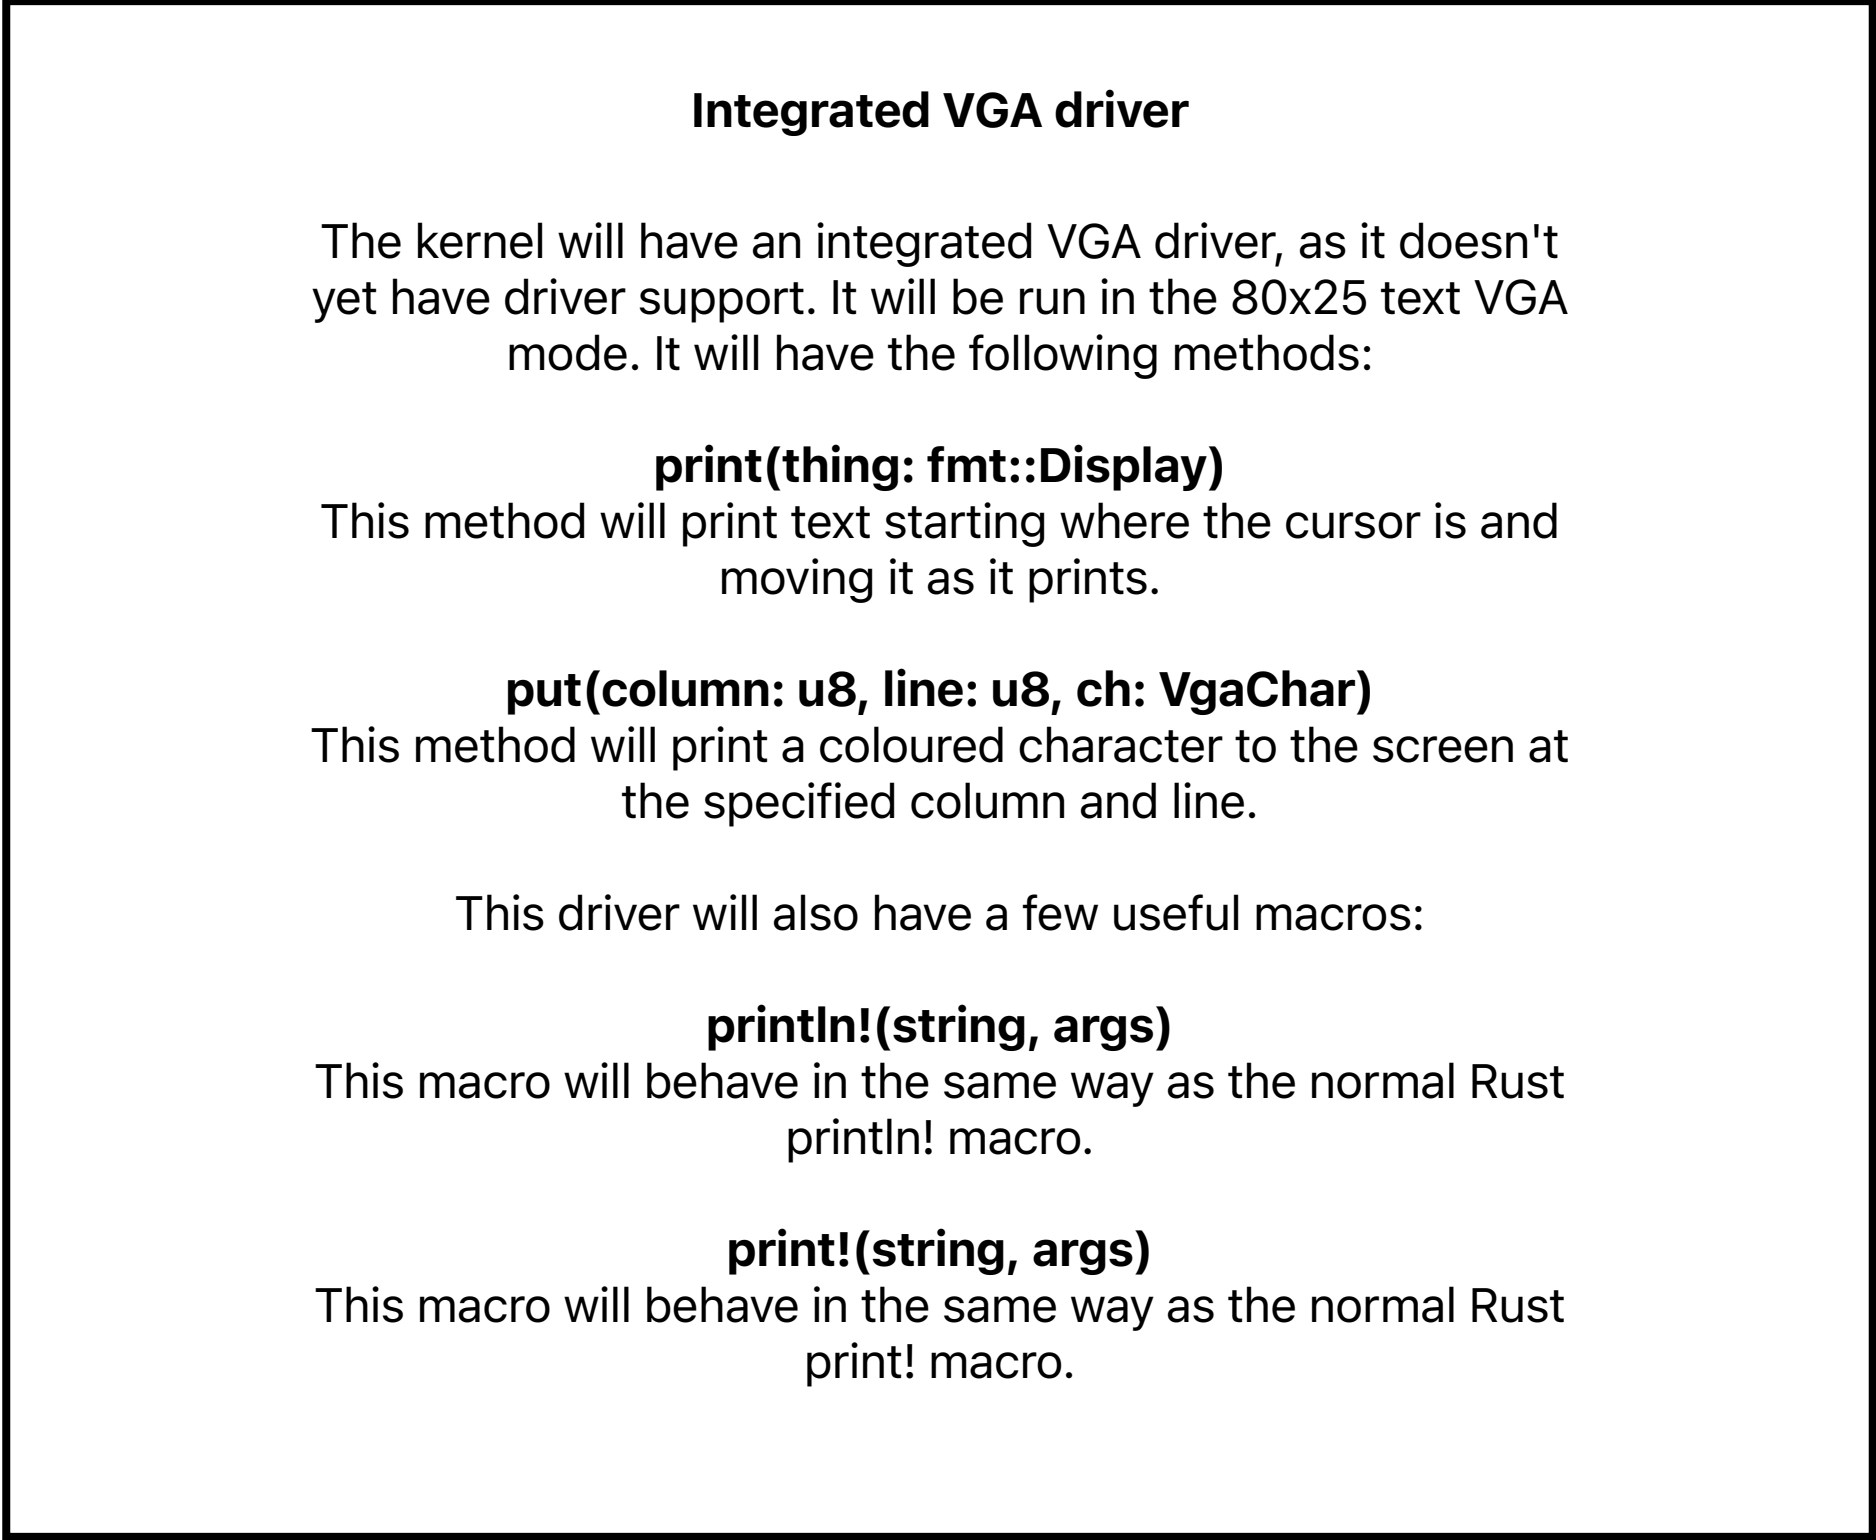 Integrated VGA driver
The kernel will have an integrated VGA driver, as it doesn't
yet have driver support. It will be run in the 80x25 text VGA
mode. It will have the following methods:
print(thing: fmt::Display)
This method will print text starting where the cursor is and
moving it as it prints.
put(column: u8, line: u8, ch: VgaChar)
This method will print a coloured character to the screen at
the specified column and line.
This driver will also have a few useful macros:
println!(string, args)
This macro will behave in the same way as the normal Rust
println! macro.
print!(string, args)
This macro will behave in the same way as the normal Rust
print! macro.